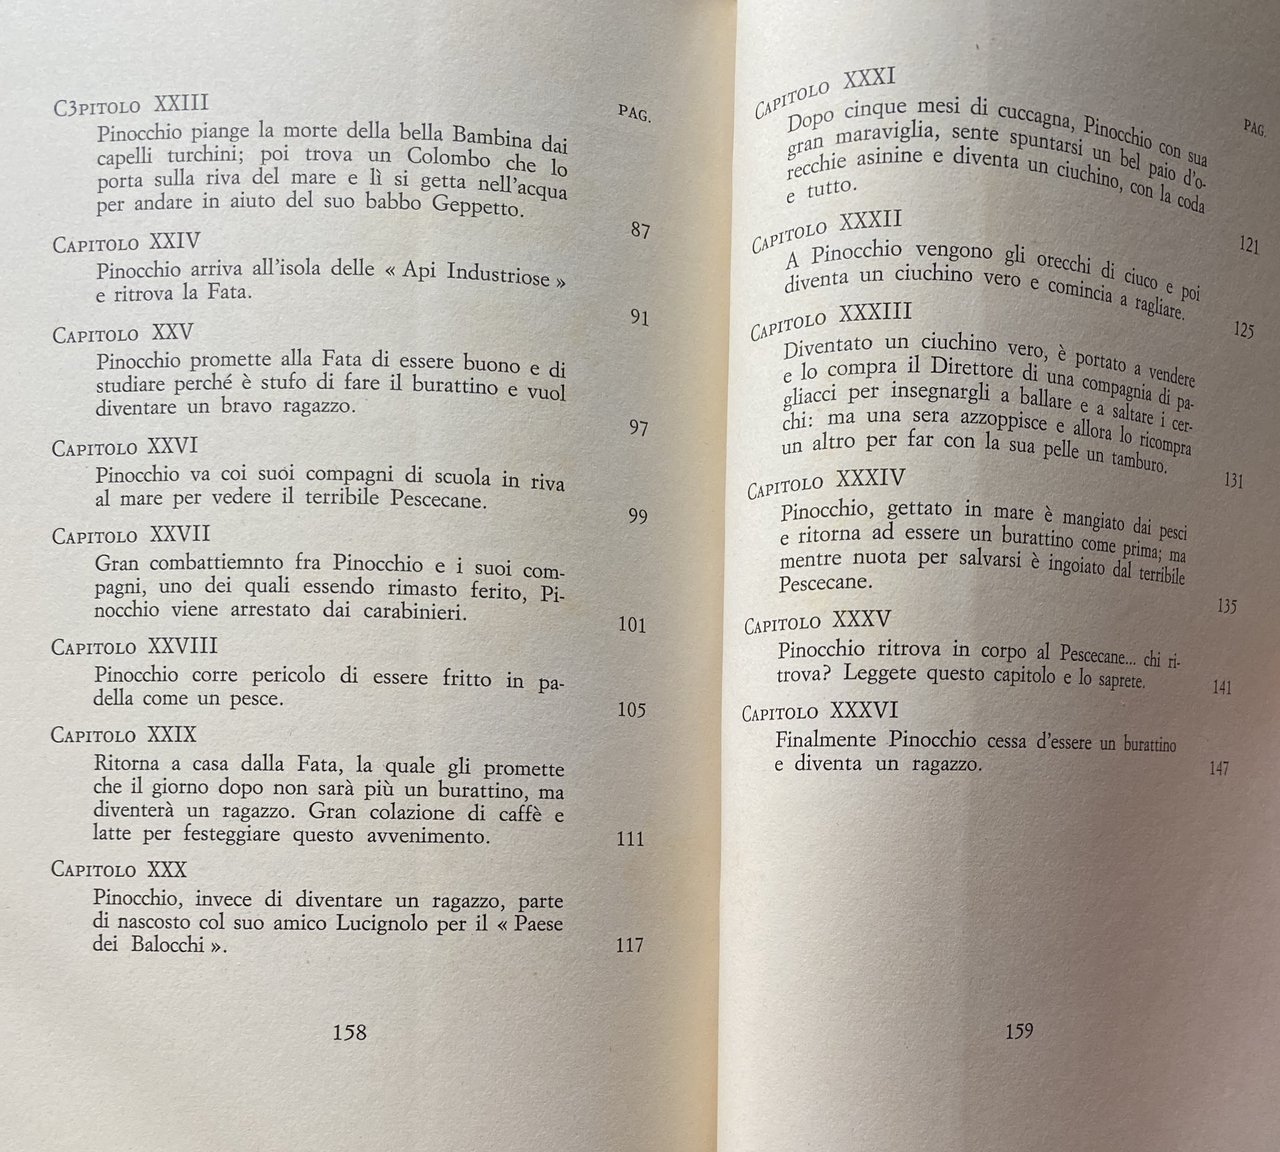 C3pitolo XXIII
PAG.
Pinocchio piange la morte della bella Bambina dai
capelli turchini; poi trova un Colombo che lo
porta sulla riva del mare e lì si getta nell'acqua
per andare in aiuto del suo babbo Geppetto.
87
Capitolo XXIV
Pinocchio arriva all'isola delle « Api Industriose »
e ritrova la Fata.
91
Capitolo XXV
Pinocchio promette alla Fata di essere buono e di
studiare perché è stufo di fare il burattino e vuol
diventare un bravo ragazzo.
97
Capitolo XXVI
Pinocchio va coi suoi compagni di scuola in riva
al mare per vedere il terribile Pescecane.
99
Capitolo XXVII
Gran combattiemnto fra Pinocchio e i suoi com-
pagni, uno dei quali essendo rimasto ferito, Pi-
nocchio viene arrestato dai carabinieri.
101
Capitolo XXVIII
Pinocchio corre pericolo di essere fritto in pa-
della come un pesce.
105
Capitolo XXIX
Ritorna a casa dalla Fata, la quale gli promette
che il giorno dopo non sarà più un burattino, ma
diventerà un ragazzo. Gran colazione di caffè e
latte per festeggiare questo avvenimento.
111
Capitolo XXX
Pinocchio, invece di diventare un ragazzo, parte
di nascosto col suo amico Lucignolo per il « Paese
dei Balocchi ».
117
158
Capitolo XXXI
PAG.
Dopo cinque mesi di cuccagna, Pinocchio con sua
gran maraviglia, sente spuntarsi un bel paio d'o-
recchie asinine e diventa un ciuchino, con la coda
e tutto.
121
Capitolo XXXII
A Pinocchio vengono gli orecchi di ciuco e poi
diventa un ciuchino vero e comincia a ragliare.
125
Capitolo XXXIII
Diventato un ciuchino vero, è portato a vendere
e lo compra il Direttore di una compagnia di pa-
gliacci per insegnargli a ballare e a saltare i cer-
chi: ma una sera azzoppisce e allora lo ricompra
un altro per far con la sua pelle un tamburo.
131
Capitolo XXXIV
Pinocchio, gettato in mare è mangiato dai pesci
e ritorna ad essere un burattino come prima; ma
mentre nuota per salvarsi è ingoiato dal terribile
Pescecane.
135
Capitolo XXXV
Pinocchio ritrova in corpo al Pescecane... chi ri-
trova? Leggete questo capitolo e lo saprete.
141
Capitolo XXXVI
Finalmente Pinocchio cessa d'essere un burattino
e diventa un ragazzo.
147
159